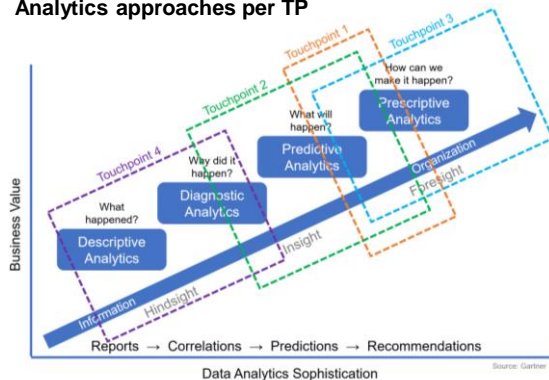 Analytics approaches per TP
Touchpoint 1
Touchpoint 3
Touchpoint 2
Touchpoint 4
How can we
make it happen?
Prescriptive
Analytics
What will
happen?
Predictive
Analytics
Why did it
happen?
Diagnostic
Analytics
What
happened?
Descriptive
Analytics
Organization
Foresight
Insight
Information
Hindsight
Business Value
Reports → Correlations → Predictions → Recommendations
Data Analytics Sophistication
Source: Gartner